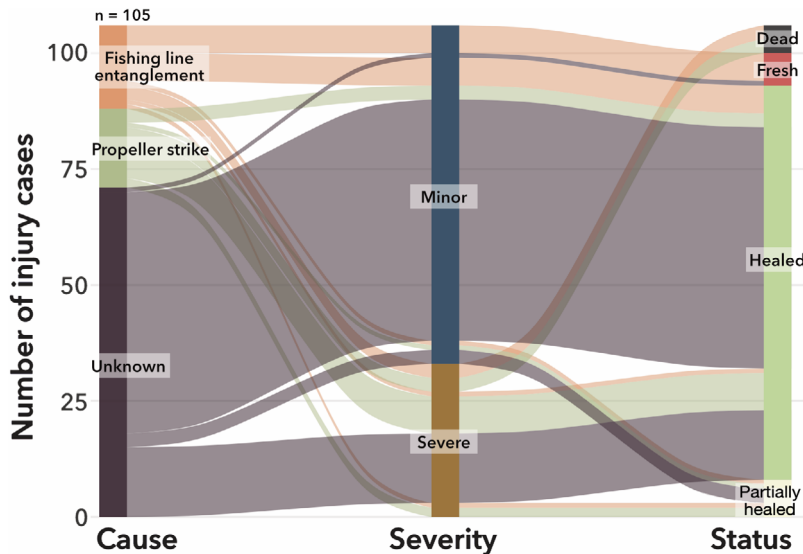 n = 105
Number of injury cases
100
75
50
25
0
Fishing line
entanglement
Propeller strike
Unknown
Minor
Severe
Dead
Fresh
Healed
Partially
healed
Cause
Severity
Status